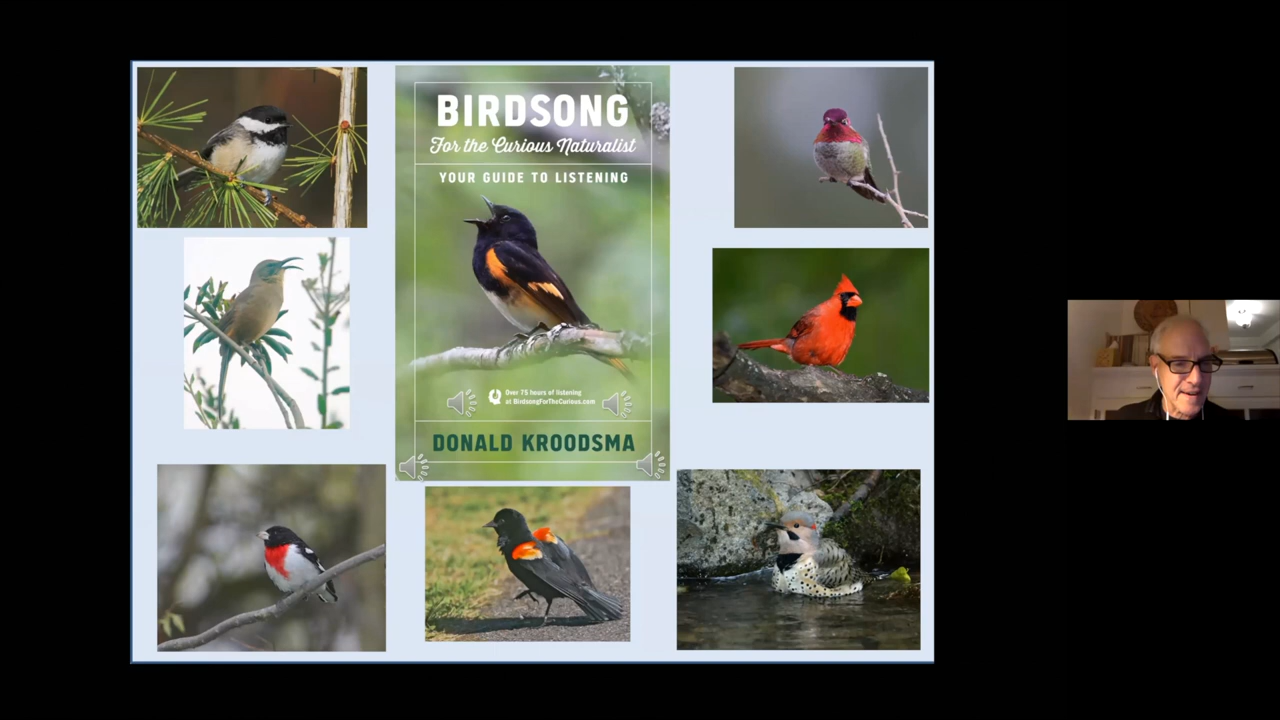 BIRDSONG
For the Curious Naturalist
YOUR GUIDE TO LISTENING
Over 75 hours of listening
at BirdsongForTheCurious.com
DONALD KROODSMA